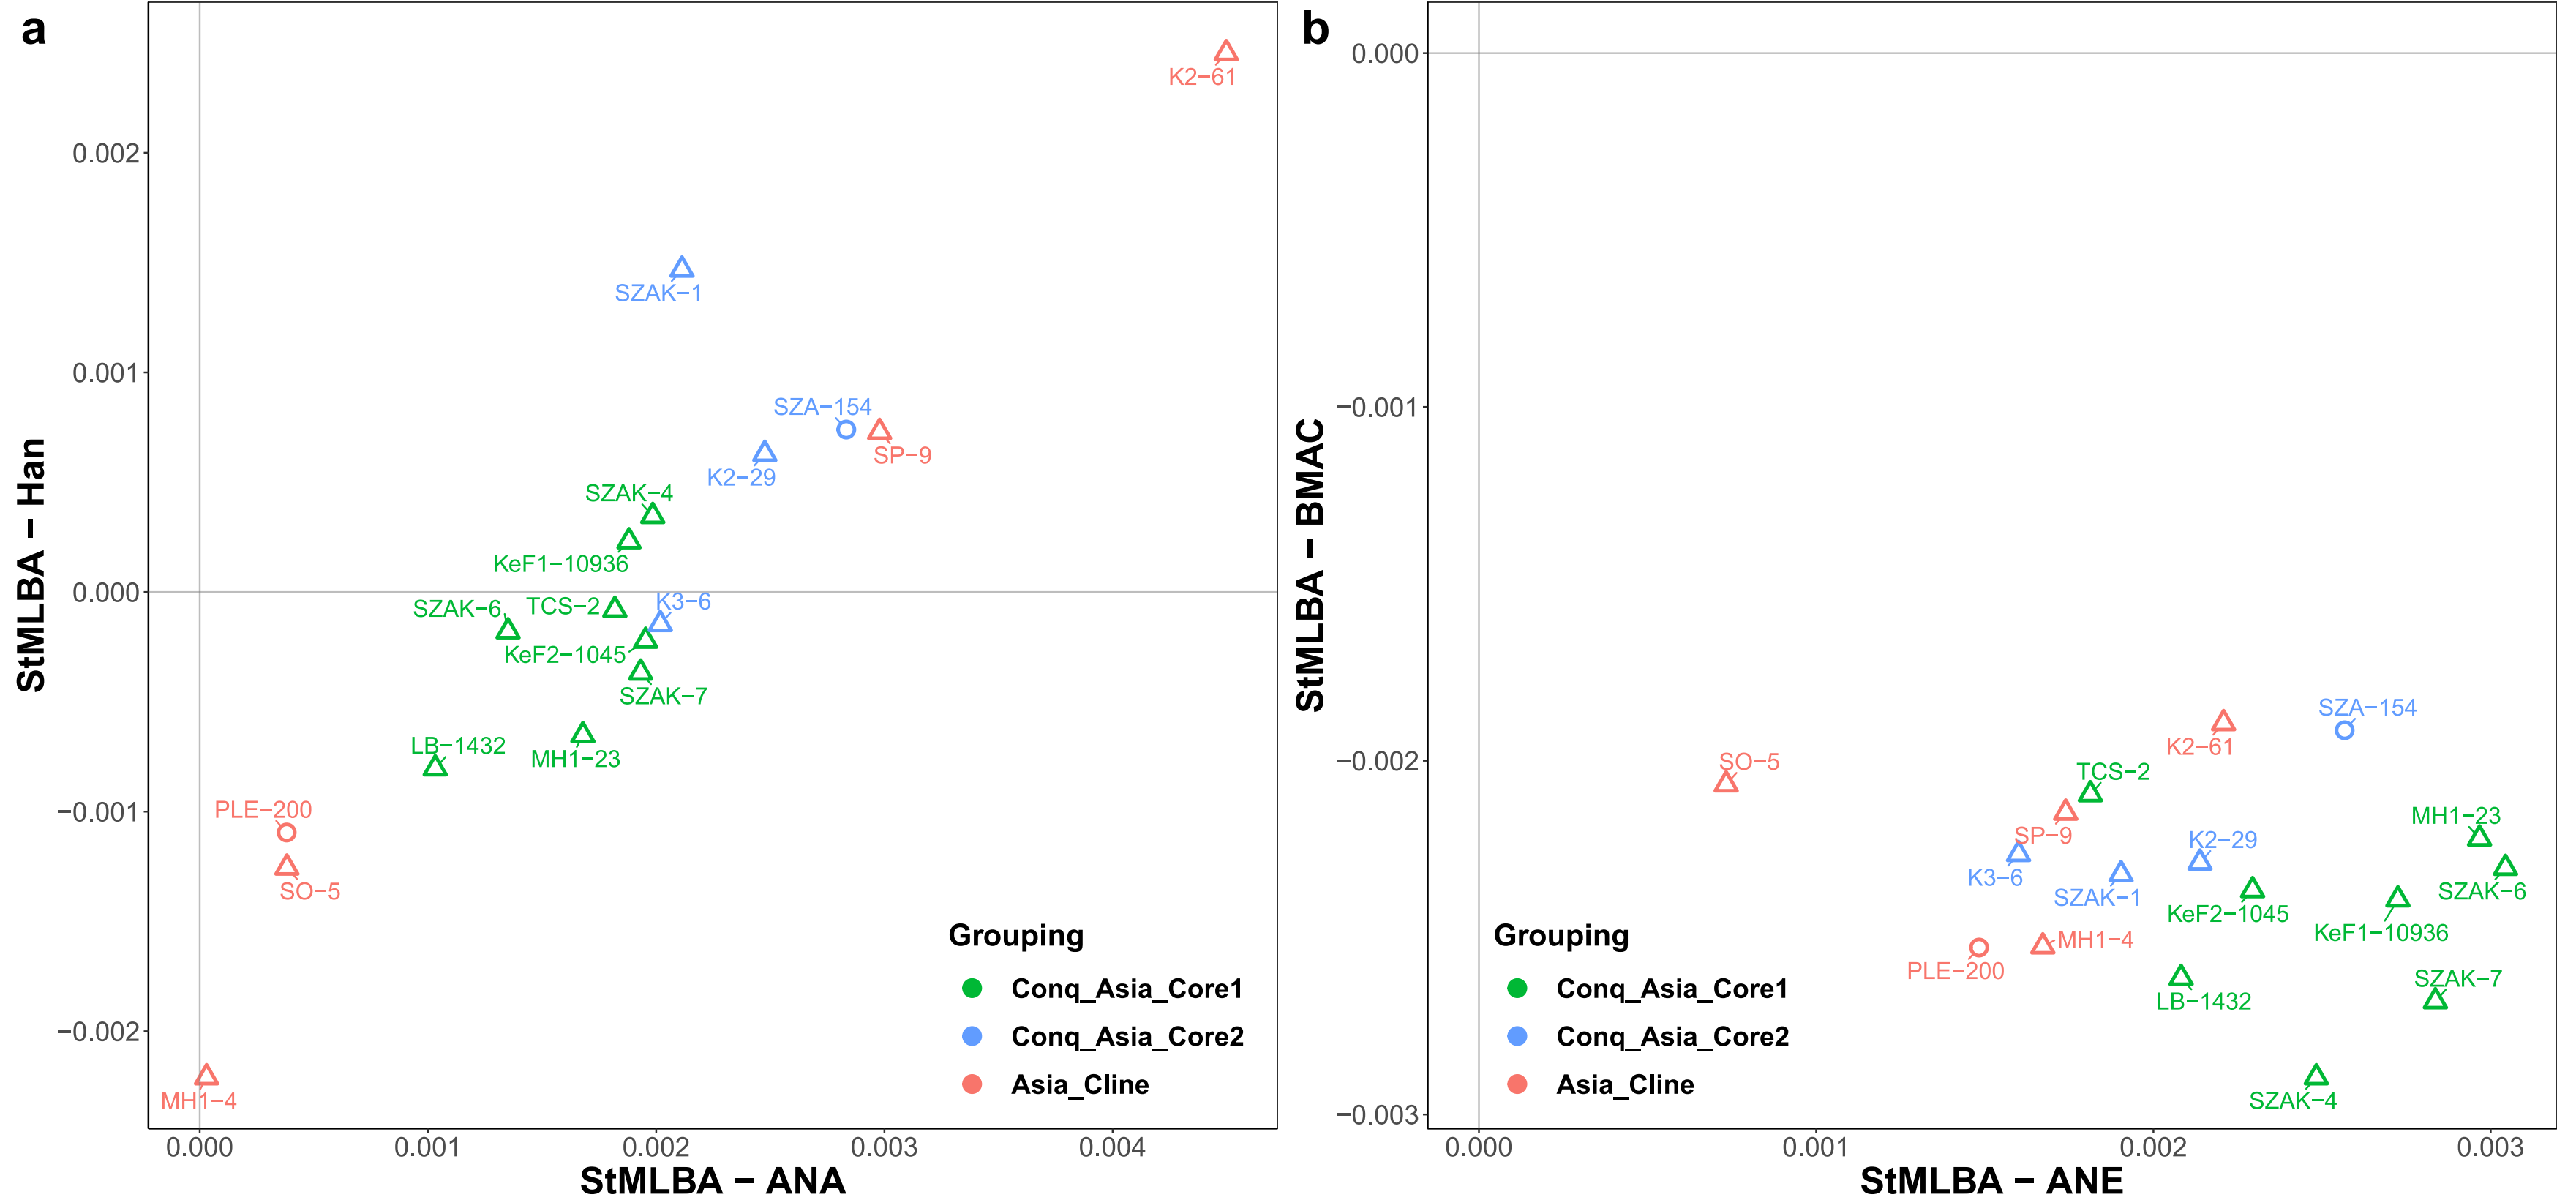 a
StMLBA − Han
0.002
0.001
0.000
−0.001
−0.002
K2−61
SZAK−1
SZA−154
SP−9
K2−29
SZAK−4
KeF1−10936
K3−6
TCS−2
SZAK−6
KeF2−1045
SZAK−7
LB−1432
MH1−23
PLE−200
SO−5
MH1−4
Grouping
Conq_Asia_Core1
Conq_Asia_Core2
Asia_Cline
0.000 0.001 0.002 0.003 0.004
StMLBA − ANA
b
StMLBA − BMAC
0.000
−0.001
−0.002
−0.003
SZA−154
K2−61
SO−5
TCS−2
MH1−23
SP−9
K2−29
K3−6
SZAK−6
SZAK−1
KeF2−1045
KeF1−10936
MH1−4
PLE−200
SZAK−7
LB−1432
SZAK−4
Grouping
Conq_Asia_Core1
Conq_Asia_Core2
Asia_Cline
0.000 0.001 0.002 0.003
StMLBA − ANE